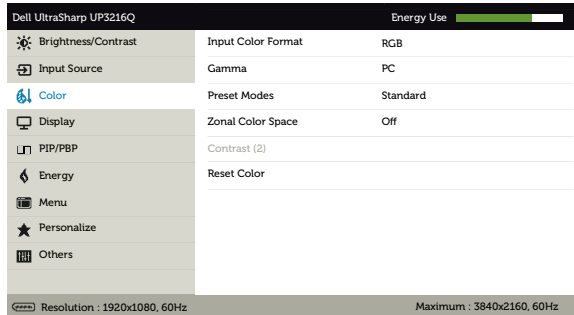 Dell UltraSharp UP3216Q Energy Use
Brightness/Contrast Input Color Format RGB
Input Source Gamma PC
Color Preset Modes Standard
Display Zonal Color Space Off
PIP/PBP Contrast (2)
Energy Reset Color
Menu
Personalize
Others
Resolution : 1920x1080, 60Hz Maximum : 3840x2160, 60Hz